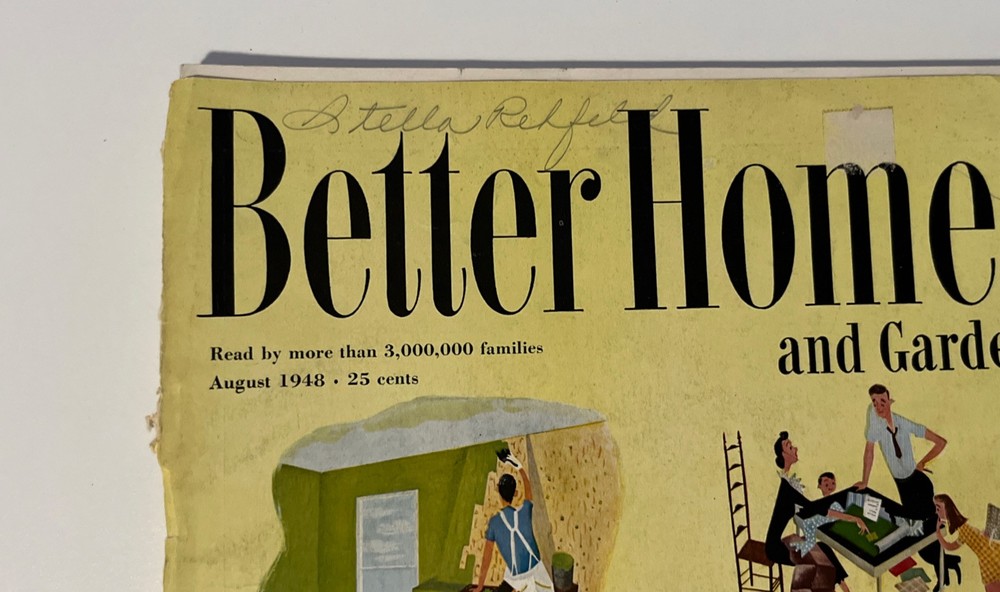 Stella Rehfeld
Better Home
and Garde
Read by more than 3,000,000 families
August 1948 · 25 cents